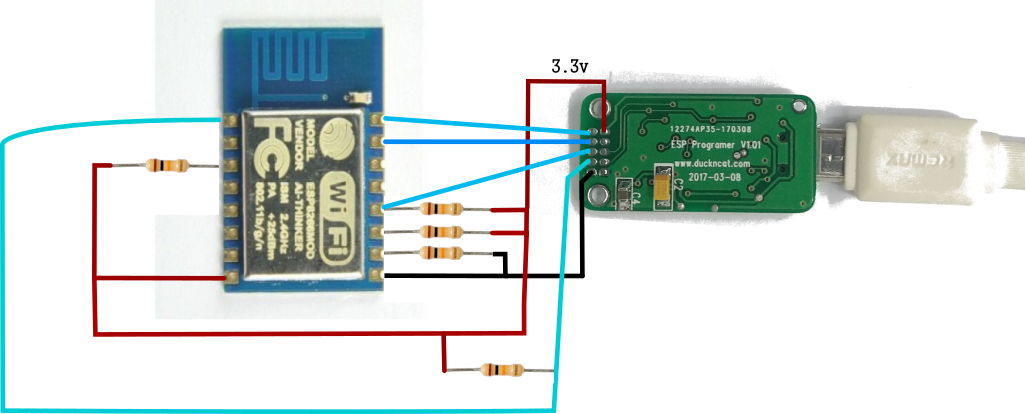 3.3v
FC
WiFi
MODEL ESP8266MOD
VENDOR AI-THINKER
ISM 2.4GHz
PA +25dBm
802.11b/g/n
12274AP35-170308
ESP Programer V1.01
www.duckncat.com
2017-03-08
C2
C4